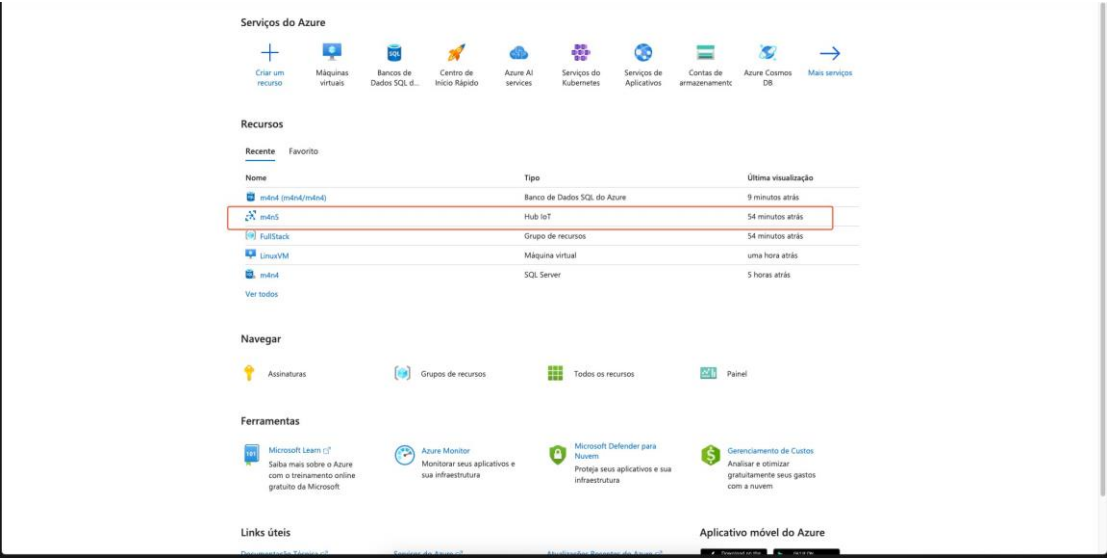 Serviços do Azure
Criar um recurso
Máquinas virtuais
Bancos de Dados SQL d...
Centro de Início Rápido
Azure AI services
Serviços do Kubernetes
Serviços de Aplicativos
Contas de armazenamento
Azure Cosmos DB
Mais serviços
Recursos
Recente Favorito
Nome Tipo Última visualização
m4n4 (m4n4/m4n4) Banco de Dados SQL do Azure 9 minutos atrás
m4n5 Hub IoT 54 minutos atrás
FullStack Grupo de recursos 54 minutos atrás
LinuxVM Máquina virtual uma hora atrás
m4n4 SQL Server 5 horas atrás
Ver todos
Navegar
Assinaturas Grupos de recursos Todos os recursos Painel
Ferramentas
Microsoft Learn
Saiba mais sobre o Azure
com o treinamento online
gratuito da Microsoft
Azure Monitor
Monitorar seus aplicativos e
sua infraestrutura
Microsoft Defender para
Nuvem
Proteja seus aplicativos e sua
infraestrutura
Gerenciamento de Custos
Analisar e otimizar
gratuitamente seus gastos
com a nuvem
Links úteis Aplicativo móvel do Azure